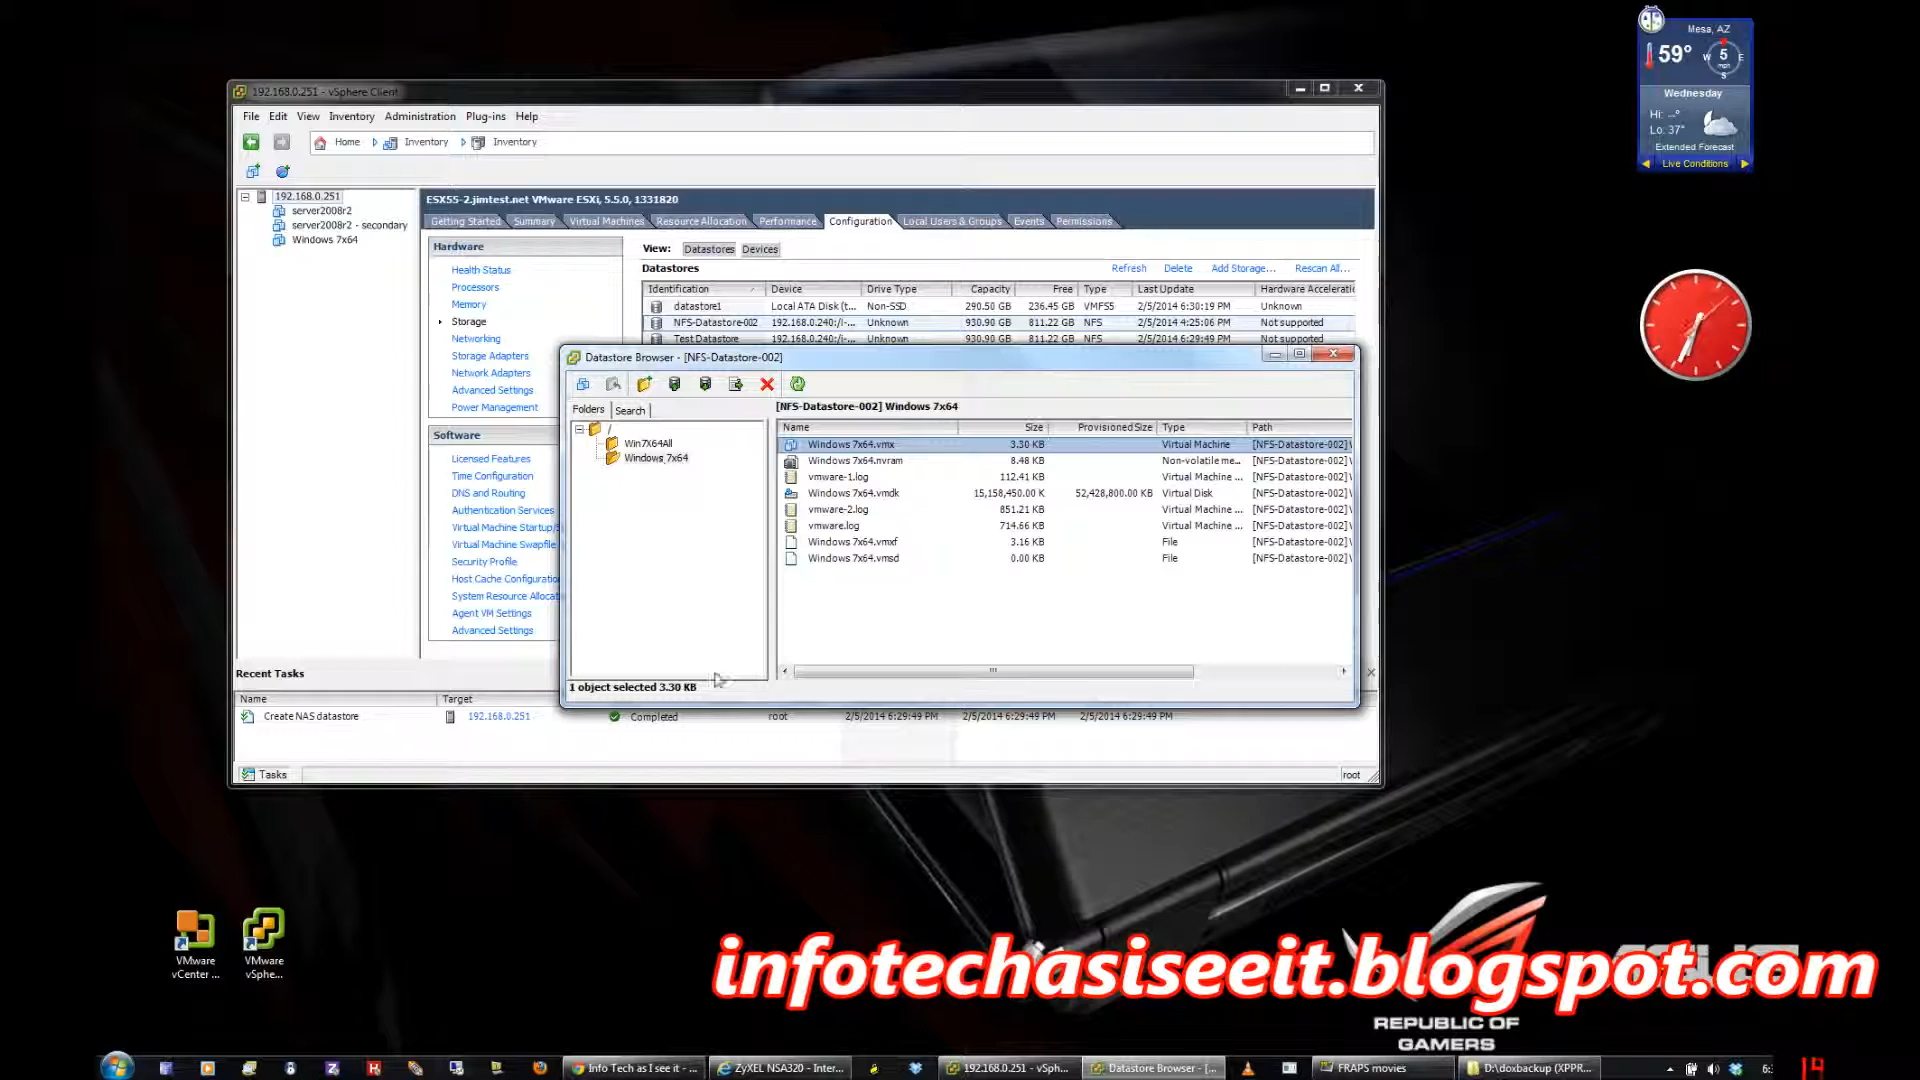 Mesa, AZ
59°
W 5 E
mph
S
Wednesday
Hi: --°
Lo: 37°
Extended Forecast
Live Conditions
192.168.0.251 - vSphere Client
File Edit View Inventory Administration Plug-ins Help
Home Inventory Inventory
192.168.0.251
server2008r2
server2008r2 - secondary
Windows 7x64
ESX55-2.jimtest.net VMware ESXi, 5.5.0, 1331820
Getting Started Summary Virtual Machines Resource Allocation Performance Configuration Local Users & Groups Events Permissions
Hardware
Health Status
Processors
Memory
Storage
Networking
Storage Adapters
Network Adapters
Advanced Settings
Power Management
Software
Licensed Features
Time Configuration
DNS and Routing
Authentication Services
Virtual Machine Startup/S
Virtual Machine Swapfile
Security Profile
Host Cache Configuration
System Resource Allocat
Agent VM Settings
Advanced Settings
View: Datastores Devices
Datastores Refresh Delete Add Storage... Rescan All...
Identification Device Drive Type Capacity Free Type Last Update Hardware Acceleratio
datastore1 Local ATA Disk (t... Non-SSD 290.50 GB 236.45 GB VMFS5 2/5/2014 6:30:19 PM Unknown
NFS-Datastore-002 192.168.0.240:/i-... Unknown 930.90 GB 811.22 GB NFS 2/5/2014 4:25:06 PM Not supported
Test Datastore 192.168.0.240:/i-... Unknown 930.90 GB 811.22 GB NFS 2/5/2014 6:29:49 PM Not supported
Datastore Browser - [NFS-Datastore-002]
Folders Search
/
Win7X64All
Windows 7x64
[NFS-Datastore-002] Windows 7x64
Name Size Provisioned Size Type Path
Windows 7x64.vmx 3.30 KB Virtual Machine [NFS-Datastore-002]
Windows 7x64.nvram 8.48 KB Non-volatile me... [NFS-Datastore-002]
vmware-1.log 112.41 KB Virtual Machine ... [NFS-Datastore-002]
Windows 7x64.vmdk 15,158,450.00 K 52,428,800.00 KB Virtual Disk [NFS-Datastore-002]
vmware-2.log 851.21 KB Virtual Machine ... [NFS-Datastore-002]
vmware.log 714.66 KB Virtual Machine ... [NFS-Datastore-002]
Windows 7x64.vmxf 3.16 KB File [NFS-Datastore-002]
Windows 7x64.vmsd 0.00 KB File [NFS-Datastore-002]
1 object selected 3.30 KB
Recent Tasks
Name Target
Create NAS datastore 192.168.0.251 Completed root 2/5/2014 6:29:49 PM 2/5/2014 6:29:49 PM 2/5/2014 6:29:49 PM
Tasks root
VMware vCenter ...
VMware vSphe...
infotechasiseeit.blogspot.com
REPUBLIC OF
GAMERS
Info Tech as I see it - ... ZyXEL NSA320 - Inter... 192.168.0.251 - vSph... Datastore Browser - [... FRAPS movies D:\doxbackup (XPPR... 6:
19